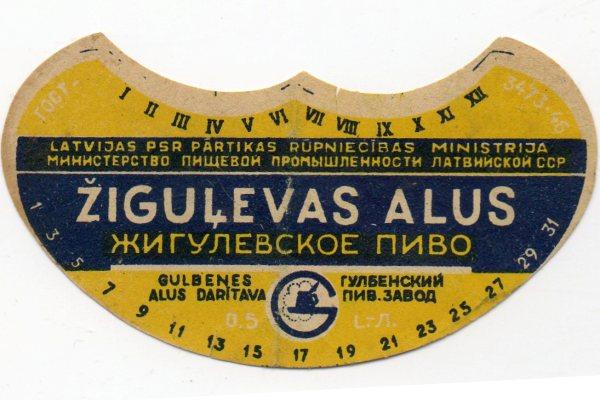 ГОСТ- 3473-46
I II III IV V VI VII VIII IX X XI XII
LATVIJAS PSR PĀRTIKAS RŪPNIECĪBAS MINISTRIJA
МИНИСТЕРСТВО ПИЩЕВОЙ ПРОМЫШЛЕННОСТИ ЛАТВИЙСКОЙ ССР
ŽIGUĻEVAS ALUS
ЖИГУЛЕВСКОЕ ПИВО
GULBENES ГУЛБЕНСКИЙ
ALUS DARĪTAVA ПИВ. ЗАВОД
0.5 L.-Л.
1 3 5 7 9 11 13 15 17 19 21 23 25 27 29 31